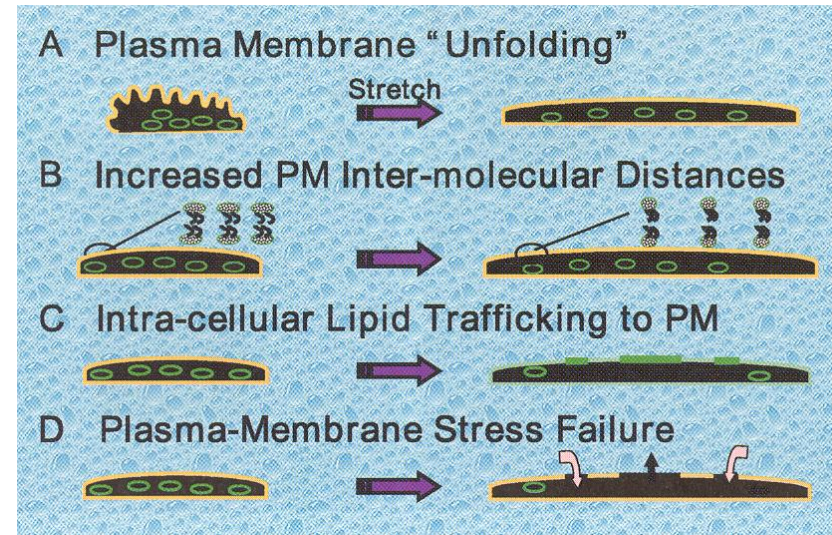 A Plasma Membrane “Unfolding”
Stretch
B Increased PM Inter-molecular Distances
C Intra-cellular Lipid Trafficking to PM
D Plasma-Membrane Stress Failure